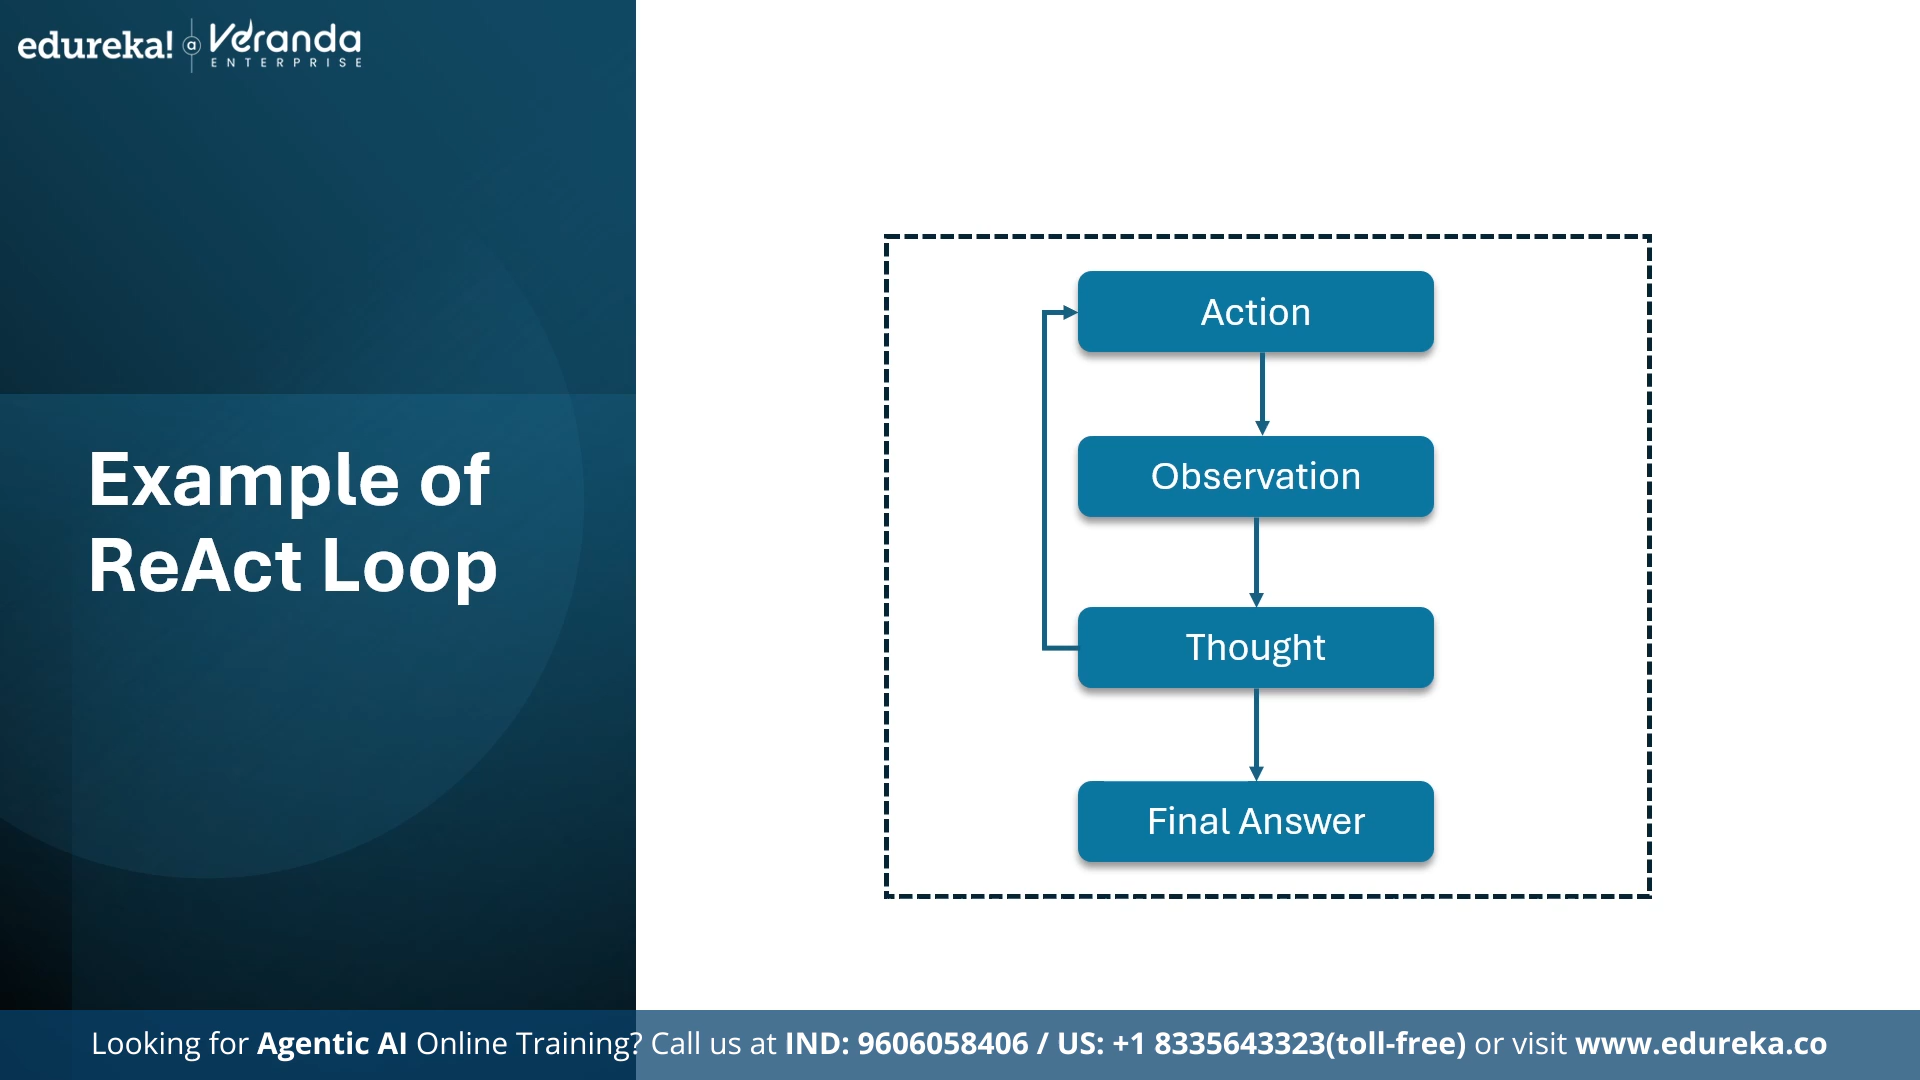 edureka! a Veranda
ENTERPRISE
Example of
ReAct Loop
Action
Observation
Thought
Final Answer
Looking for Agentic AI Online Training? Call us at IND: 9606058406 / US: +1 8335643323(toll-free) or visit www.edureka.co